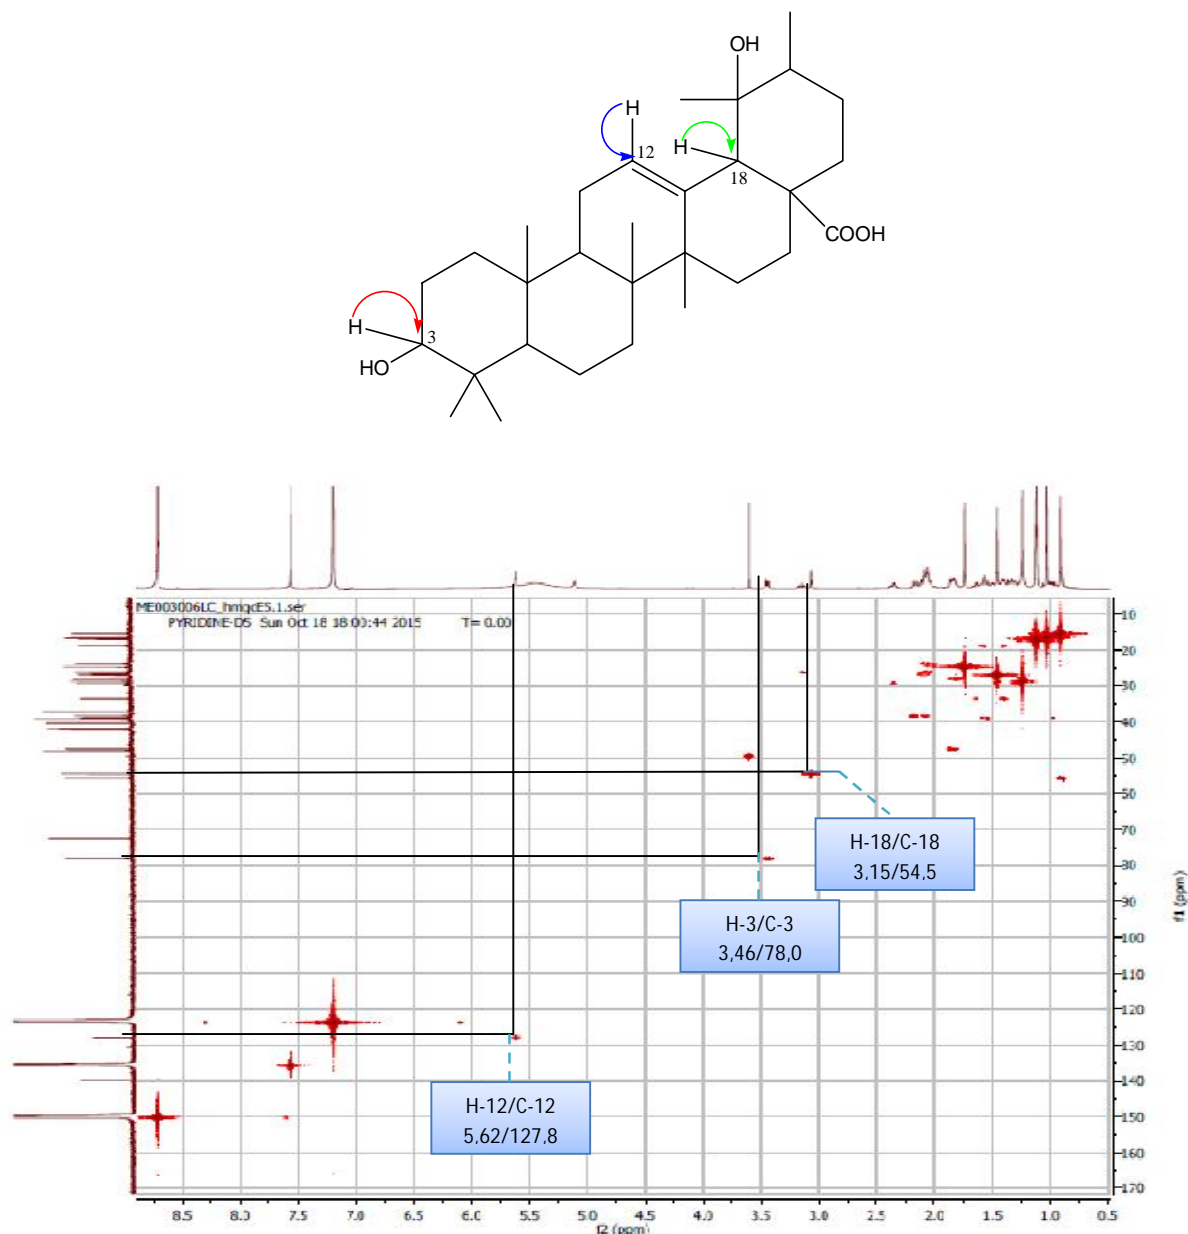 OH
H
H
12
18
COOH
H
3
HO
ME003006LC_hmqcE5.1.ser
PYRIDINE-D5 Sun Oct 18 18:00:44 2015 T= 0.00
10
20
30
40
50
60
70
80
90
100
110
120
130
140
150
160
170
f1 (ppm)
H-18/C-18
3,15/54,5
H-3/C-3
3,46/78,0
H-12/C-12
5,62/127,8
8.5 8.0 7.5 7.0 6.5 6.0 5.5 5.0 4.5 4.0 3.5 3.0 2.5 2.0 1.5 1.0 0.5
f2 (ppm)